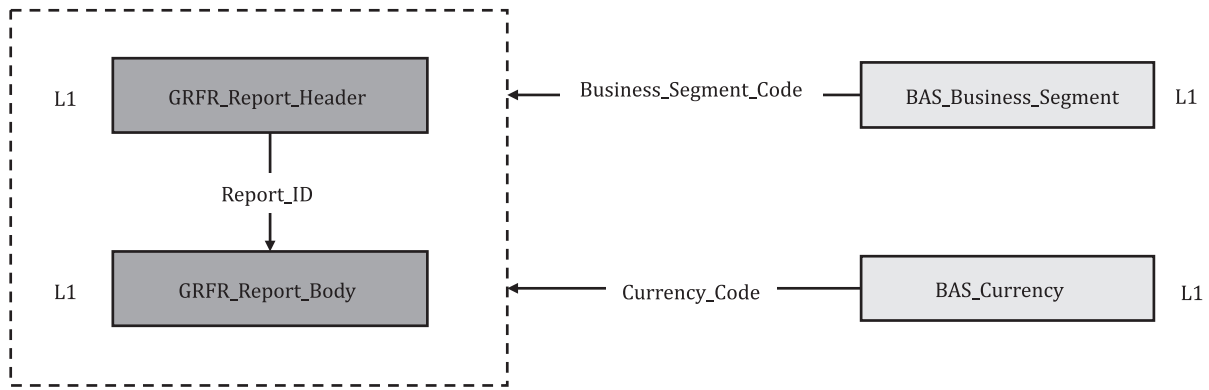 L1
GRFR_Report_Header
Business_Segment_Code
BAS_Business_Segment
L1
Report_ID
L1
GRFR_Report_Body
Currency_Code
BAS_Currency
L1